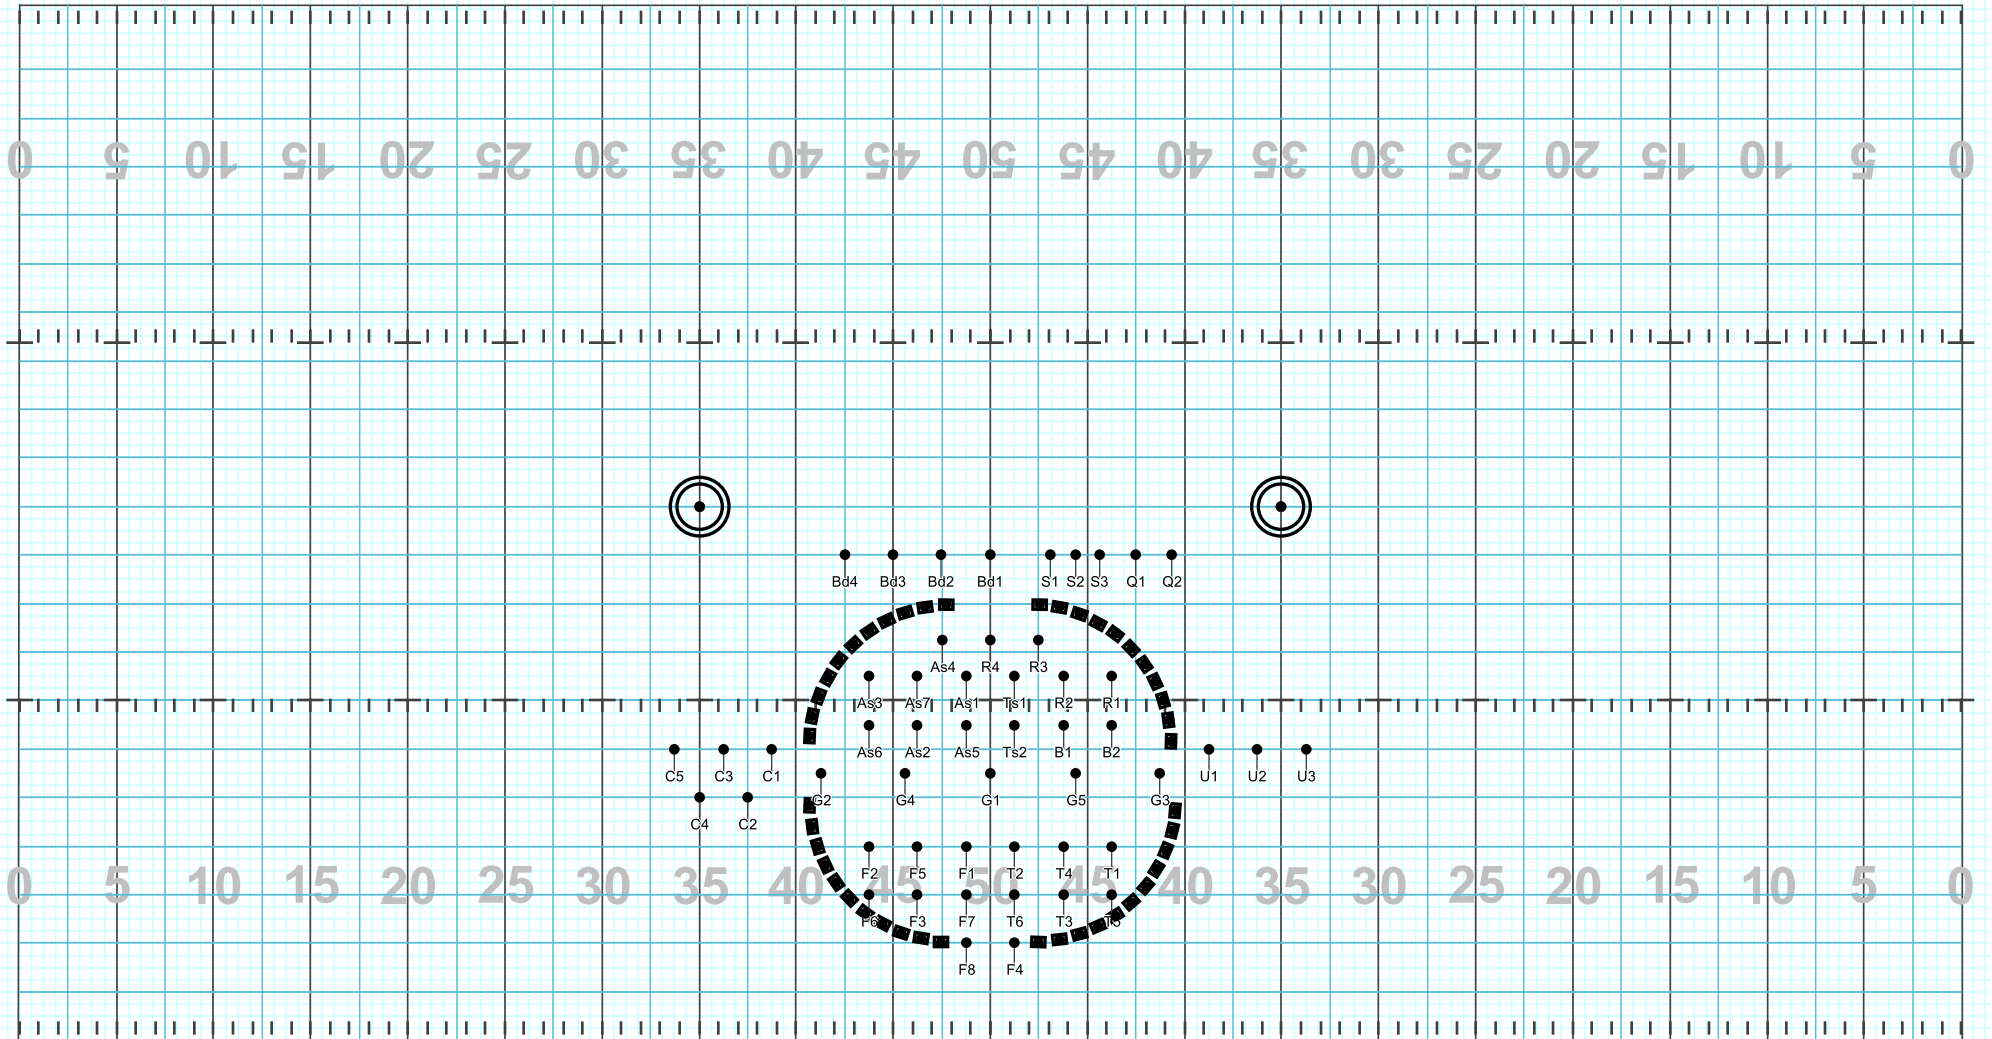 0 5 10 15 20 25 30 35 40 45 50 45 40 35 30 25 20 15 10 5 0
Bd4 Bd3 Bd2 Bd1 S1 S2 S3 Q1 Q2
As4 R4 R3
As3 As7 As1 Ts1 R2 R1
As6 As2 As5 Ts2 B1 B2
C5 C3 C1 U1 U2 U3
G2 G4 G1 G5 G3
C4 C2
F2 F5 F1 T2 T4 T1
0 5 10 15 20 25 30 35 40 45 50 45 40 35 30 25 20 15 10 5 0
F6 F3 F7 T6 T3 T5
F8 F4